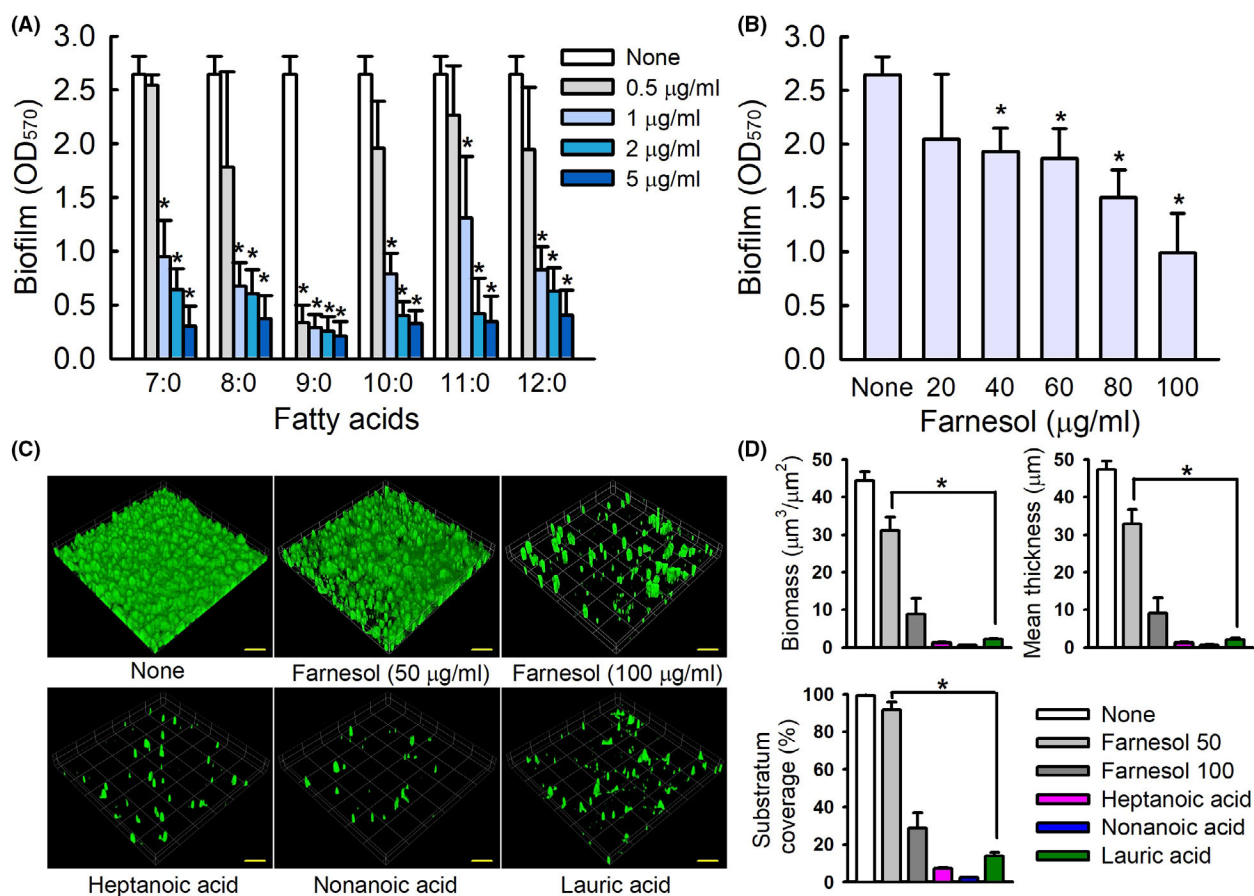 (A)
3.0
2.5
2.0
1.5
1.0
0.5
0.0
Biofilm (OD570)
None
0.5 μg/ml
1 μg/ml
2 μg/ml
5 μg/ml
* * *
* * *
* * * *
* * *
* * *
* * *
7:0 8:0 9:0 10:0 11:0 12:0
Fatty acids
(B)
3.0
2.5
2.0
1.5
1.0
0.5
0.0
Biofilm (OD570)
* * * *
None 20 40 60 80 100
Farnesol (μg/ml)
(C)
None Farnesol (50 μg/ml) Farnesol (100 μg/ml)
Heptanoic acid Nonanoic acid Lauric acid
(D)
50
40
30
20
10
0
Biomass (μm3/μm2)
*
50
40
30
20
10
0
Mean thickness (μm)
*
100
80
60
40
20
0
Substratum
coverage (%)
*
None
Farnesol 50
Farnesol 100
Heptanoic acid
Nonanoic acid
Lauric acid